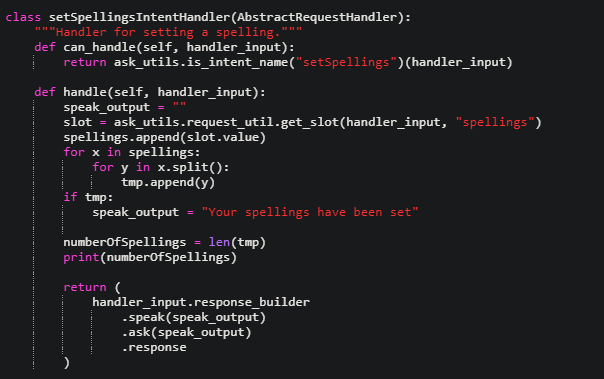 class setSpellingsIntentHandler(AbstractRequestHandler):
    """Handler for setting a spelling."""
    def can_handle(self, handler_input):
        return ask_utils.is_intent_name("setSpellings")(handler_input)

    def handle(self, handler_input):
        speak_output = ""
        slot = ask_utils.request_util.get_slot(handler_input, "spellings")
        spellings.append(slot.value)
        for x in spellings:
            for y in x.split():
                tmp.append(y)
        if tmp:
            speak_output = "Your spellings have been set"

        numberOfSpellings = len(tmp)
        print(numberOfSpellings)

        return (
            handler_input.response_builder
                .speak(speak_output)
                .ask(speak_output)
                .response
        )